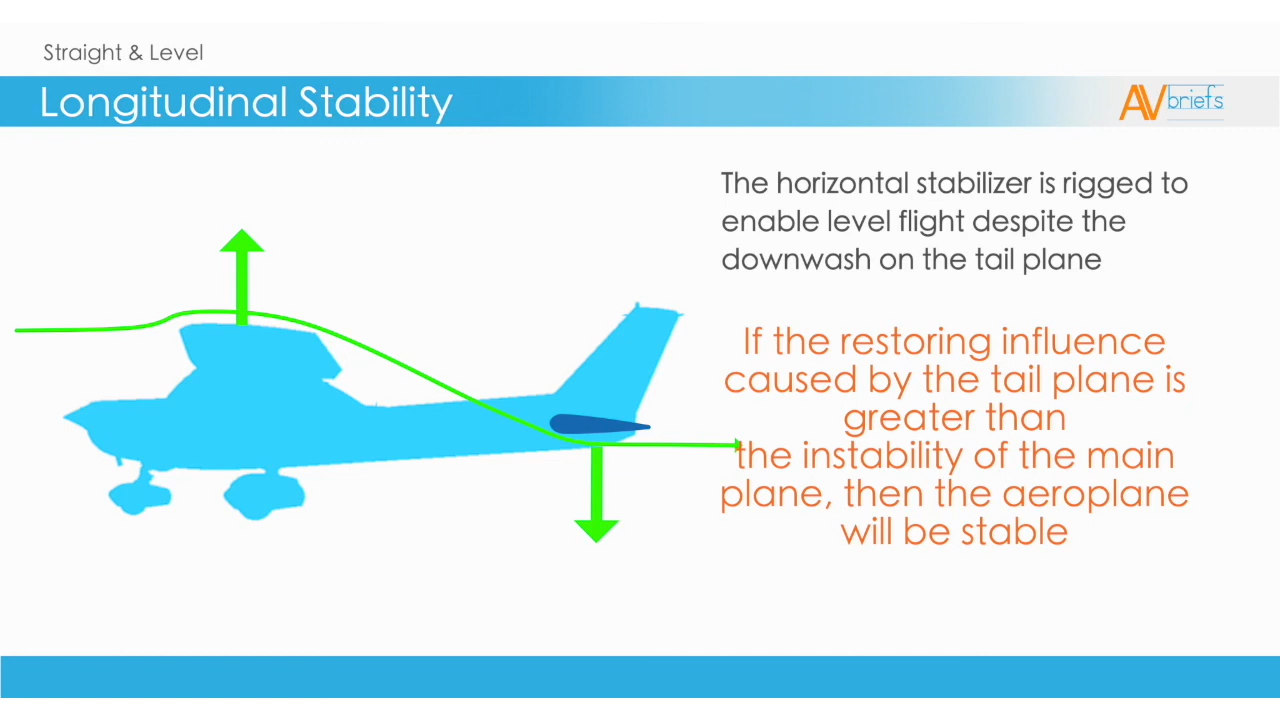 Straight & Level
Longitudinal Stability
AV briefs
The horizontal stabilizer is rigged to
enable level flight despite the
downwash on the tail plane
If the restoring influence
caused by the tail plane is
greater than
the instability of the main
plane, then the aeroplane
will be stable